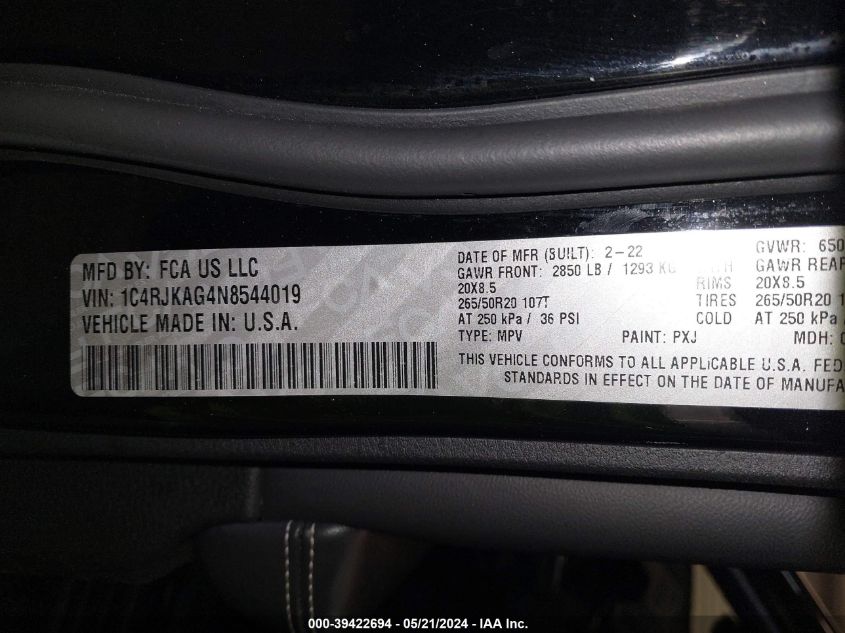 MFD BY: FCA US LLC
VIN: 1C4RJKAG4N8544019
VEHICLE MADE IN: U.S.A.
DATE OF MFR (BUILT): 2-22 GVWR: 650
GAWR FRONT: 2850 LB / 1293 KG WITH GAWR REAR
20X8.5 RIMS 20X8.5
265/50R20 107T TIRES 265/50R20 1
AT 250 kPa / 36 PSI COLD AT 250 kPa /
TYPE: MPV PAINT: PXJ MDH:
THIS VEHICLE CONFORMS TO ALL APPLICABLE U.S.A. FED
STANDARDS IN EFFECT ON THE DATE OF MANUFA
000-39422694 - 05/21/2024 - IAA Inc.